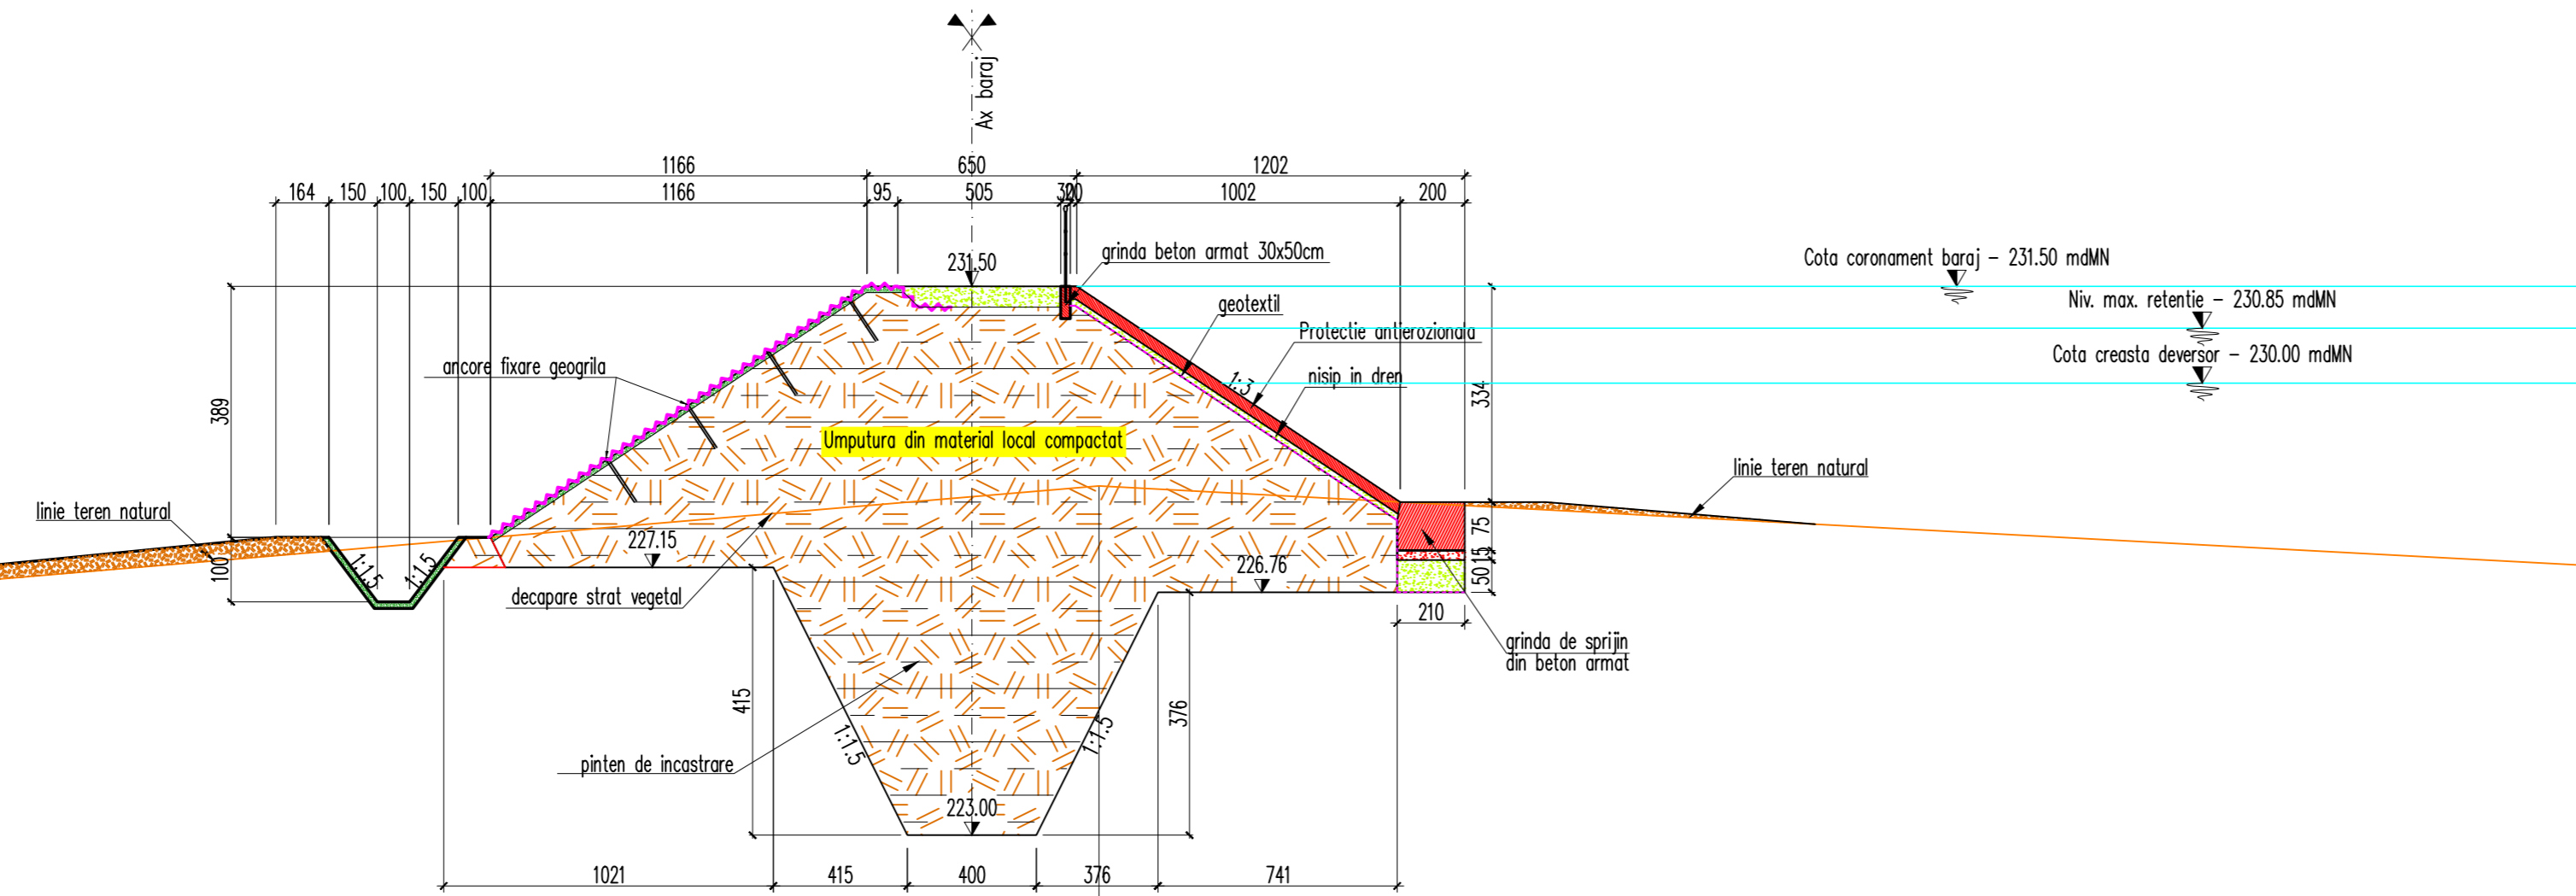 Ax baraj
1166
650
1202
164
150
100
150
100
1166
95
505
30
20
1002
200
grinda beton armat 30x50cm
Cota coronament baraj – 231.50 mdMN
231.50
Niv. max. retentie – 230.85 mdMN
geotextil
Protectie antierozionala
Cota creasta deversor – 230.00 mdMN
ancore fixare geogrila
nisip in dren
1:3
334
389
Umputura din material local compactat
linie teren natural
linie teren natural
75
15
50
227.15
226.76
100
1:1.5
1:1.5
decapare strat vegetal
210
grinda de sprijin
din beton armat
415
376
1:1.5
1:1.5
pinten de incastrare
223.00
1021
415
400
376
741